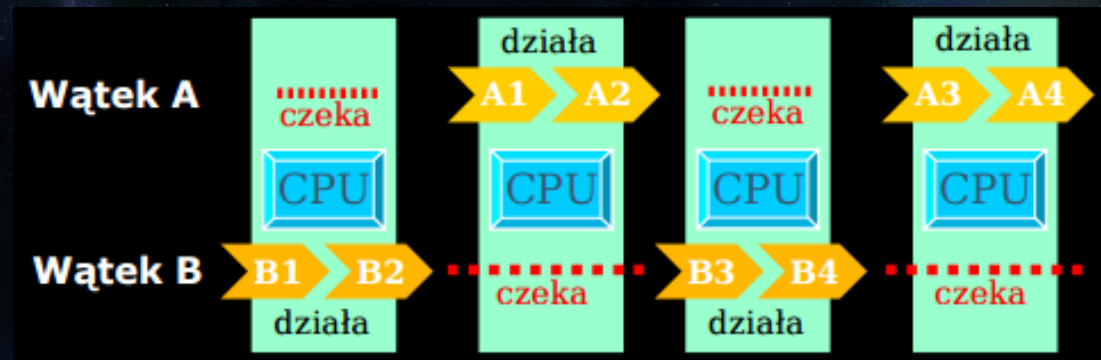 działa
działa
Wątek A
czeka
A1
A2
czeka
A3
A4
CPU
CPU
CPU
CPU
Wątek B
B1
B2
czeka
B3
B4
czeka
działa
działa